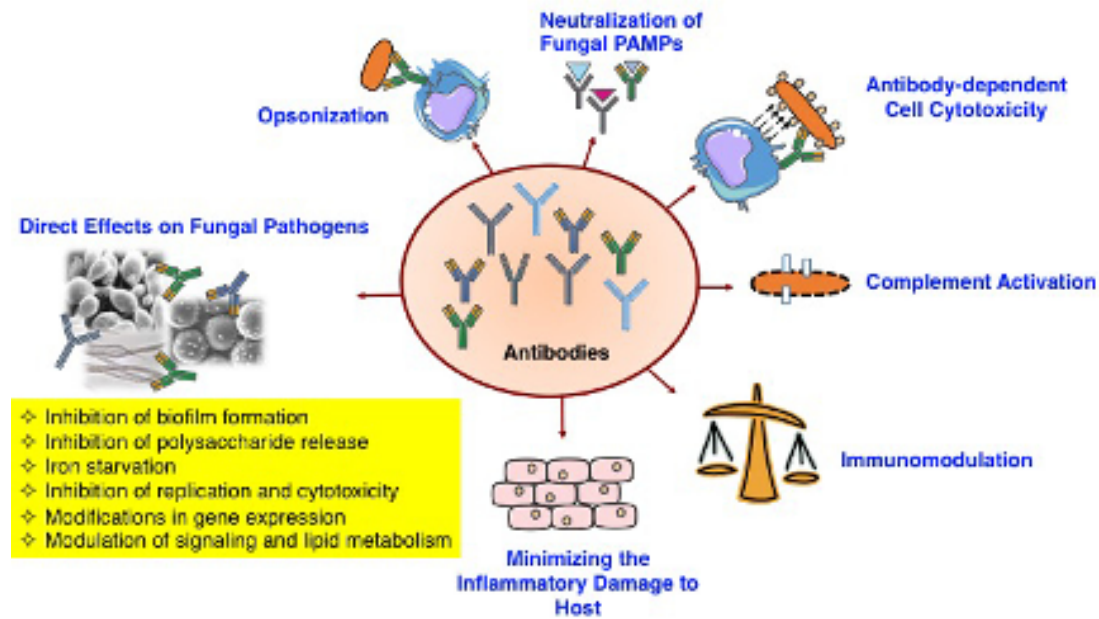 Neutralization of
Fungal PAMPs
Opsonization
Antibody-dependent
Cell Cytotoxicity
Direct Effects on Fungal Pathogens
Complement Activation
Antibodies
✧ Inhibition of biofilm formation
✧ Inhibition of polysaccharide release
✧ Iron starvation
✧ Inhibition of replication and cytotoxicity
✧ Modifications in gene expression
✧ Modulation of signaling and lipid metabolism
Immunomodulation
Minimizing the
Inflammatory Damage to
Host